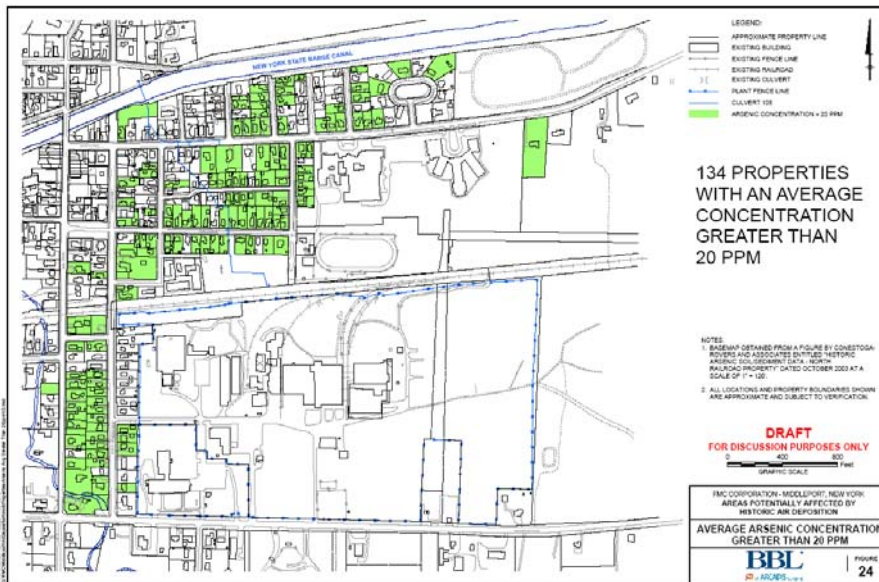 NEW YORK STATE BARGE CANAL
LEGEND:
APPROXIMATE PROPERTY LINE
EXISTING BUILDING
EXISTING FENCE LINE
EXISTING RAILROAD
EXISTING CULVERT
PLANT FENCE LINE
CULVERT 105
ARSENIC CONCENTRATION > 20 PPM
134 PROPERTIES
WITH AN AVERAGE
CONCENTRATION
GREATER THAN
20 PPM
NOTES:
1. BASEMAP OBTAINED FROM A FIGURE BY CONESTOGA-
ROVERS AND ASSOCIATES ENTITLED "HISTORIC
ARSENIC SOIL/SEDIMENT DATA - NORTH
RAILROAD PROPERTY" DATED OCTOBER 2003 AT A
SCALE OF 1" = 120'.
2. ALL LOCATIONS AND PROPERTY BOUNDARIES SHOWN
ARE APPROXIMATE AND SUBJECT TO VERIFICATION.
DRAFT
FOR DISCUSSION PURPOSES ONLY
0 400 800
Feet
GRAPHIC SCALE
FMC CORPORATION - MIDDLEPORT, NEW YORK
AREAS POTENTIALLY AFFECTED BY
HISTORIC AIR DEPOSITION
AVERAGE ARSENIC CONCENTRATION
GREATER THAN 20 PPM
BBL
ARCADIS
FIGURE
24